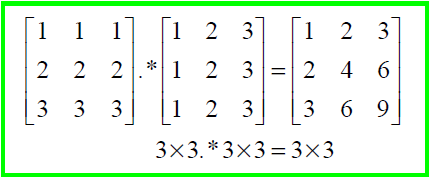 [1 1 1] [1 2 3] [1 2 3]
[2 2 2] .* [1 2 3] = [2 4 6]
[3 3 3] [1 2 3] [3 6 9]
3×3.*3×3=3×3